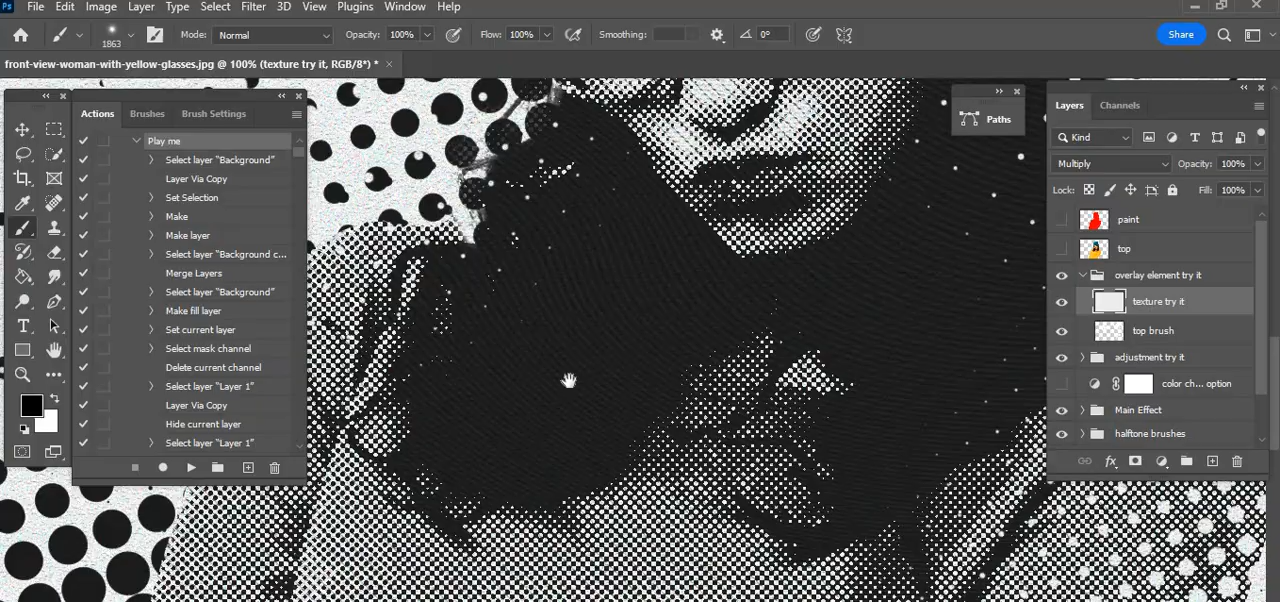 Ps File Edit Image Layer Type Select Filter 3D View Plugins Window Help
1863 Mode: Normal Opacity: 100% Flow: 100% Smoothing: 0° Share
front-view-woman-with-yellow-glasses.jpg @ 100% (texture try it, RGB/8*) *
Actions Brushes Brush Settings
Play me
Select layer "Background"
Layer Via Copy
Set Selection
Make
Make layer
Select layer "Background c...
Merge Layers
Select layer "Background"
Make fill layer
Set current layer
Select mask channel
Delete current channel
Select layer "Layer 1"
Layer Via Copy
Hide current layer
Select layer "Layer 1"
Paths
Layers Channels
Kind
Multiply Opacity: 100%
Lock: Fill: 100%
paint
top
overlay element try it
texture try it
top brush
adjustment try it
color ch... option
Main Effect
halftone brushes
fx